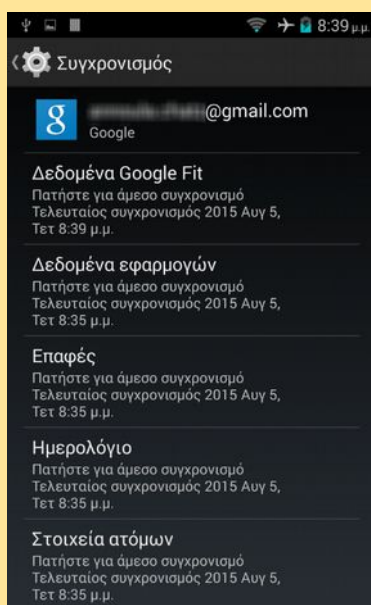 8:39 μ.μ.
Συγχρονισμός
@gmail.com
Google
Δεδομένα Google Fit
Πατήστε για άμεσο συγχρονισμό
Τελευταίος συγχρονισμός 2015 Αυγ 5,
Τετ 8:39 μ.μ.
Δεδομένα εφαρμογών
Πατήστε για άμεσο συγχρονισμό
Τελευταίος συγχρονισμός 2015 Αυγ 5,
Τετ 8:35 μ.μ.
Επαφές
Πατήστε για άμεσο συγχρονισμό
Τελευταίος συγχρονισμός 2015 Αυγ 5,
Τετ 8:35 μ.μ.
Ημερολόγιο
Πατήστε για άμεσο συγχρονισμό
Τελευταίος συγχρονισμός 2015 Αυγ 5,
Τετ 8:35 μ.μ.
Στοιχεία ατόμων
Πατήστε για άμεσο συγχρονισμό
Τελευταίος συγχρονισμός 2015 Αυγ 5,
Τετ 8:35 μ.μ.